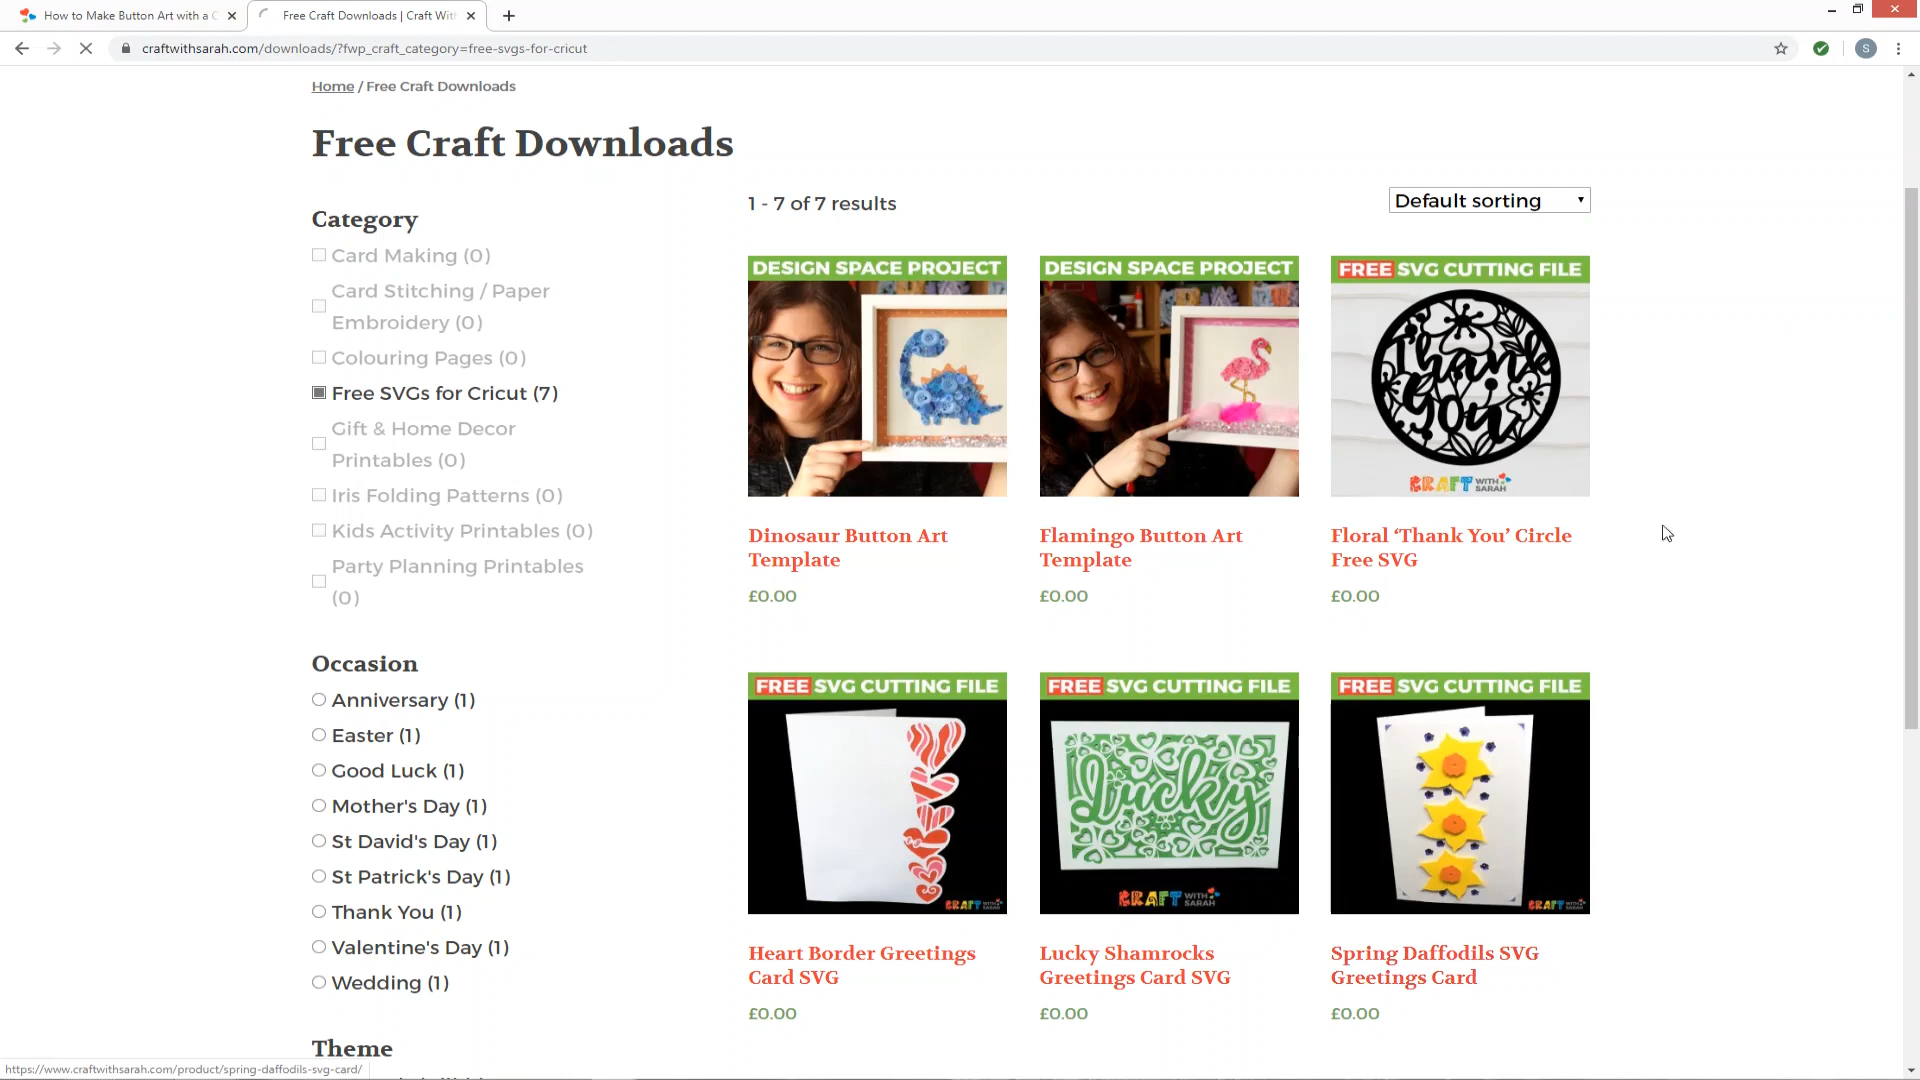 How to Make Button Art with a C
Free Craft Downloads | Craft With
craftwithsarah.com/downloads/?fwp_craft_category=free-svgs-for-cricut
S
Home / Free Craft Downloads
Free Craft Downloads
Category
Card Making (0)
Card Stitching / Paper
Embroidery (0)
Colouring Pages (0)
Free SVGs for Cricut (7)
Gift & Home Decor
Printables (0)
Iris Folding Patterns (0)
Kids Activity Printables (0)
Party Planning Printables
(0)
Occasion
Anniversary (1)
Easter (1)
Good Luck (1)
Mother's Day (1)
St David's Day (1)
St Patrick's Day (1)
Thank You (1)
Valentine's Day (1)
Wedding (1)
Theme
1 - 7 of 7 results
Default sorting
DESIGN SPACE PROJECT
DESIGN SPACE PROJECT
FREE SVG CUTTING FILE
Thank
You
CRAFT WITH SARAH
Dinosaur Button Art
Template
£0.00
Flamingo Button Art
Template
£0.00
Floral ‘Thank You’ Circle
Free SVG
£0.00
FREE SVG CUTTING FILE
CRAFT WITH SARAH
FREE SVG CUTTING FILE
Lucky
CRAFT WITH SARAH
FREE SVG CUTTING FILE
CRAFT WITH SARAH
Heart Border Greetings
Card SVG
£0.00
Lucky Shamrocks
Greetings Card SVG
£0.00
Spring Daffodils SVG
Greetings Card
£0.00
https://www.craftwithsarah.com/product/spring-daffodils-svg-card/